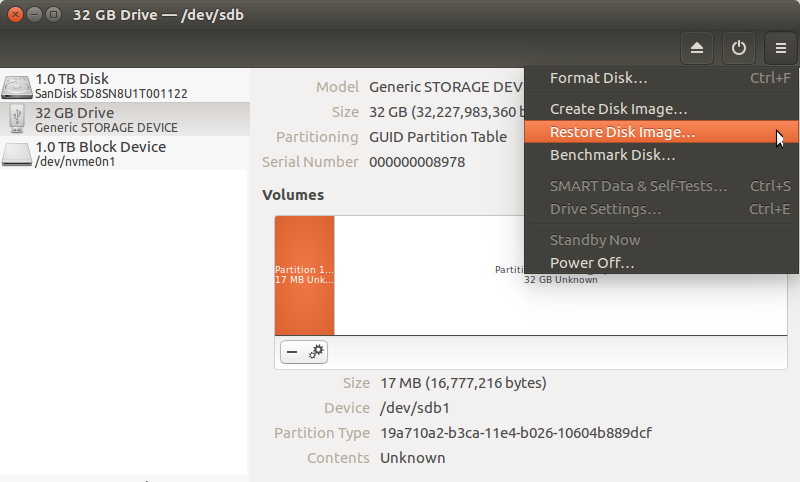 32 GB Drive — /dev/sdb
1.0 TB Disk
SanDisk SD8SN8U1T001122
32 GB Drive
Generic STORAGE DEVICE
1.0 TB Block Device
/dev/nvme0n1
Model Generic STORAGE DEV
Size 32 GB (32,227,983,360 b
Partitioning GUID Partition Table
Serial Number 000000008978
Format Disk… Ctrl+F
Create Disk Image…
Restore Disk Image…
Benchmark Disk…
SMART Data & Self-Tests… Ctrl+S
Drive Settings… Ctrl+E
Standby Now
Power Off…
Volumes
Partition 1…
17 MB Unk…
Partiti
32 GB Unknown
Size 17 MB (16,777,216 bytes)
Device /dev/sdb1
Partition Type 19a710a2-b3ca-11e4-b026-10604b889dcf
Contents Unknown